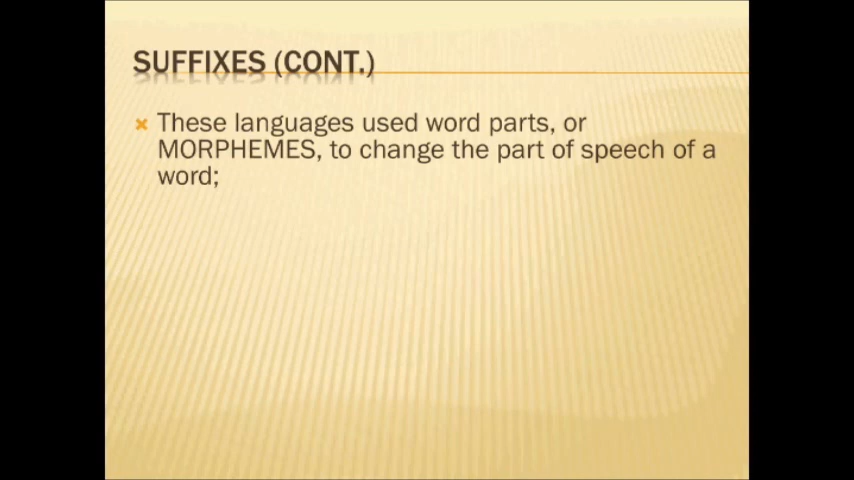 SUFFIXES (CONT.)
These languages used word parts, or
MORPHEMES, to change the part of speech of a
word;